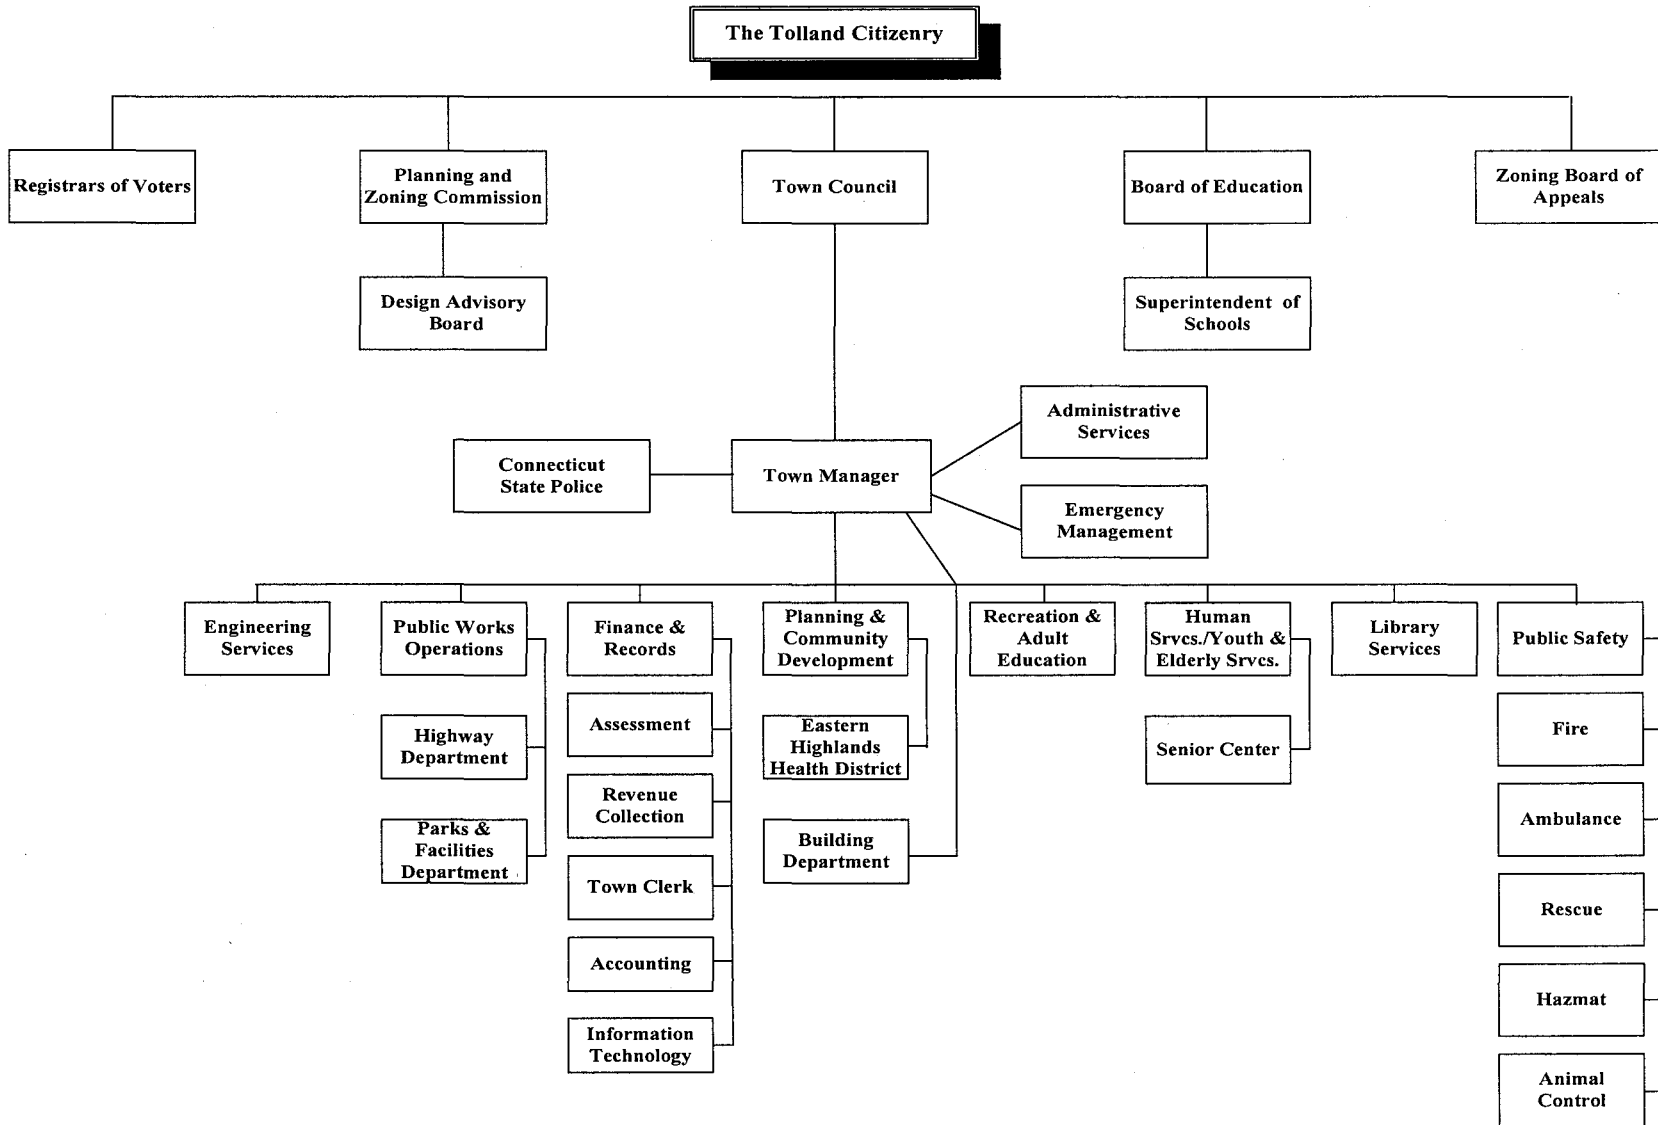 The Tolland Citizenry
Registrars of Voters
Planning and
Zoning Commission
Town Council
Board of Education
Zoning Board of
Appeals
Design Advisory
Board
Superintendent of
Schools
Administrative
Services
Connecticut
State Police
Town Manager
Emergency
Management
Engineering
Services
Public Works
Operations
Finance &
Records
Planning &
Community
Development
Recreation &
Adult
Education
Human
Srvcs./Youth &
Elderly Srvcs.
Library
Services
Public Safety
Highway
Department
Parks &
Facilities
Department
Assessment
Revenue
Collection
Town Clerk
Accounting
Information
Technology
Eastern
Highlands
Health District
Building
Department
Senior Center
Fire
Ambulance
Rescue
Hazmat
Animal
Control